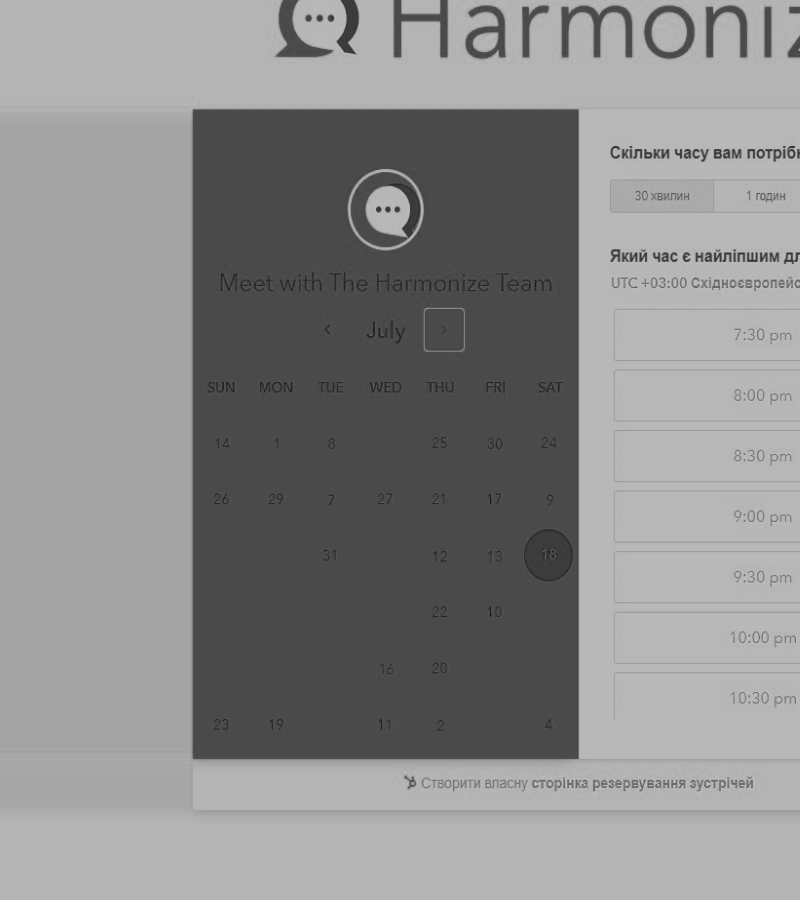 Harmoniz
Meet with The Harmonize Team
July
SUN MON TUE WED THU FRI SAT
14 1 8 25 30 24
26 29 7 27 21 17 9
31 12 13 18
22 10
16 20
23 19 11 2 4
Скільки часу вам потріб
30 хвилин 1 годин
Який час є найліпшим дл
UTC +03:00 Східноєвропейс
7:30 pm
8:00 pm
8:30 pm
9:00 pm
9:30 pm
10:00 pm
10:30 pm
Створити власну сторінка резервування зустрічей